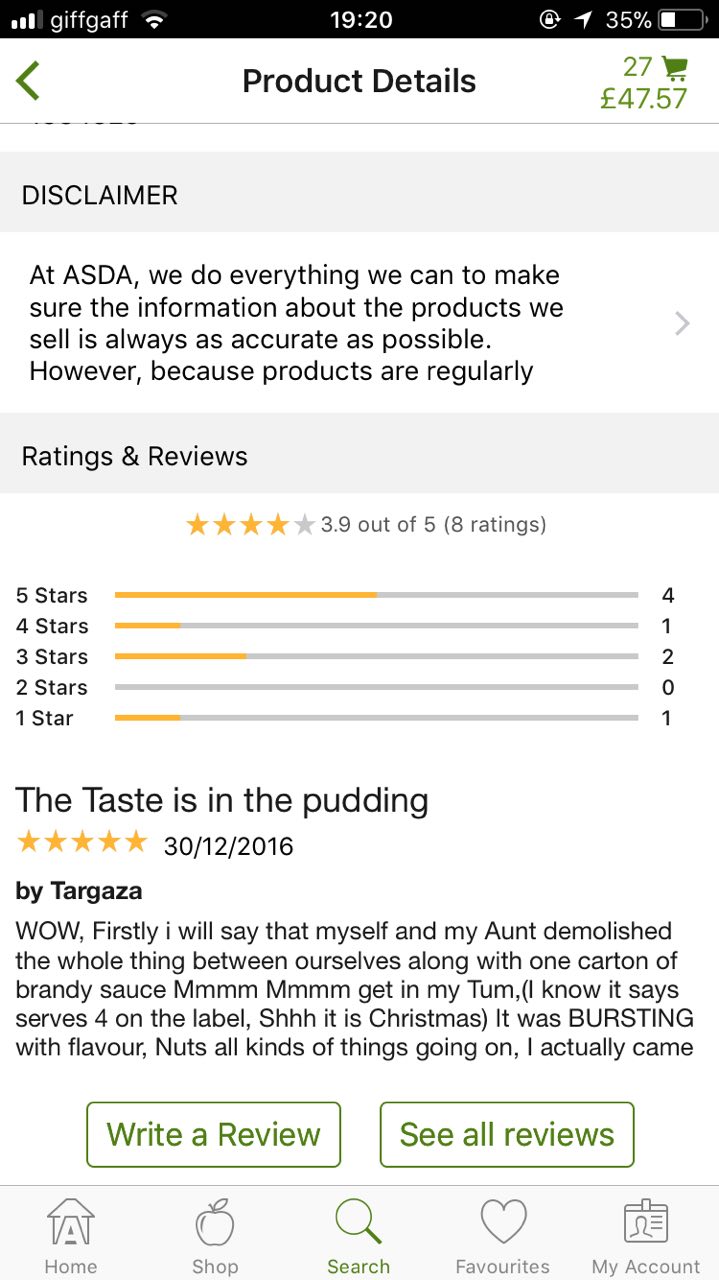 giffgaff 19:20 35%
Product Details
27
£47.57
DISCLAIMER
At ASDA, we do everything we can to make
sure the information about the products we
sell is always as accurate as possible.
However, because products are regularly
Ratings & Reviews
3.9 out of 5 (8 ratings)
5 Stars 4
4 Stars 1
3 Stars 2
2 Stars 0
1 Star 1
The Taste is in the pudding
30/12/2016
by Targaza
WOW, Firstly i will say that myself and my Aunt demolished
the whole thing between ourselves along with one carton of
brandy sauce Mmmm Mmmm get in my Tum,(I know it says
serves 4 on the label, Shhh it is Christmas) It was BURSTING
with flavour, Nuts all kinds of things going on, I actually came
Write a Review See all reviews
Home Shop Search Favourites My Account